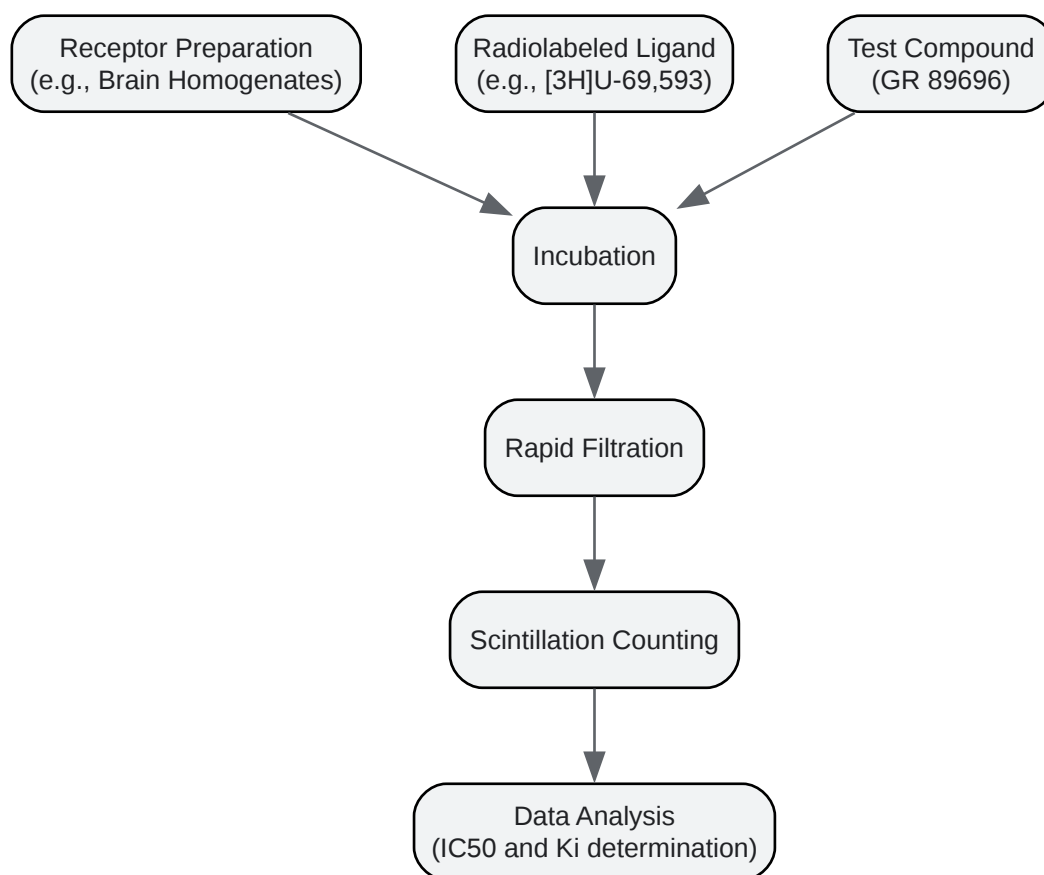 Receptor Preparation
(e.g., Brain Homogenates)
Radiolabeled Ligand
(e.g., [3H]U-69,593)
Test Compound
(GR 89696)
Incubation
Rapid Filtration
Scintillation Counting
Data Analysis
(IC50 and Ki determination)